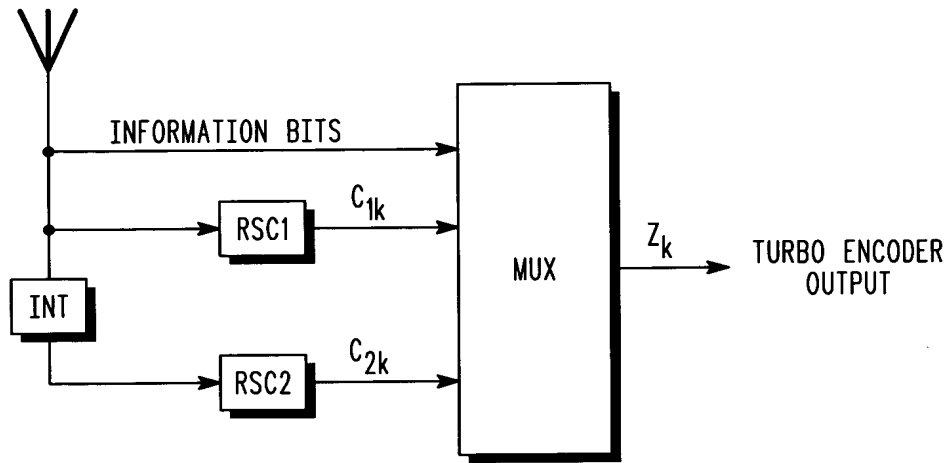 INFORMATION BITS
C1k
RSC1
Zk
TURBO ENCODER
OUTPUT
MUX
INT
C2k
RSC2